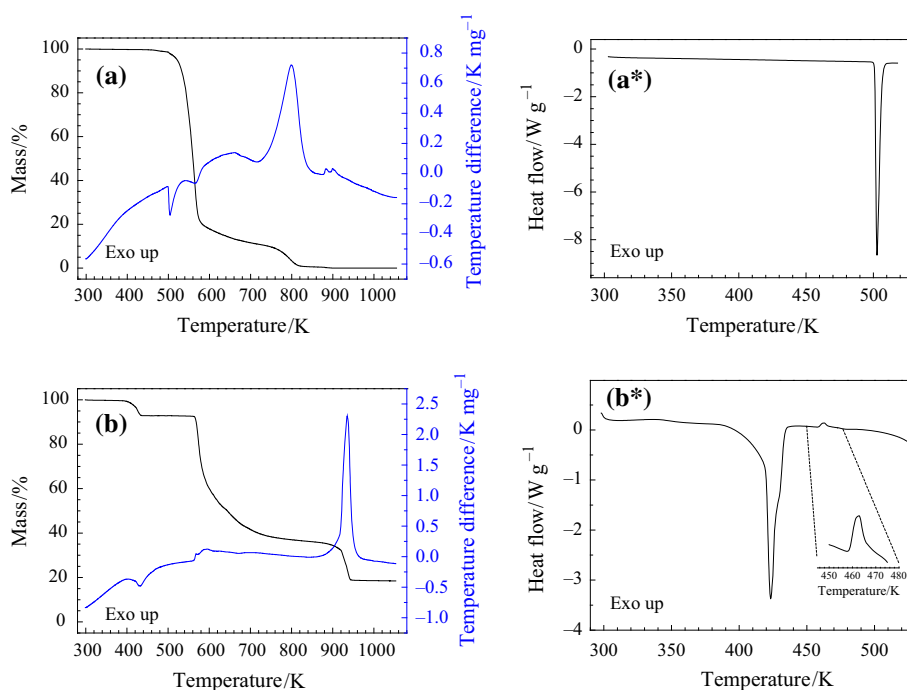 (a)
100
80
60
40
20
0
Mass/%
0.8
0.6
0.4
0.2
0.0
−0.2
−0.4
−0.6
Temperature difference/K mg−1
Exo up
300 400 500 600 700 800 900 1000
Temperature/K
(a*)
0
−2
−4
−6
−8
Heat flow/W g−1
Exo up
300 350 400 450 500
Temperature/K
(b)
100
80
60
40
20
0
Mass/%
2.5
2.0
1.5
1.0
0.5
0.0
−0.5
−1.0
Temperature difference/K mg−1
Exo up
300 400 500 600 700 800 900 1000
Temperature/K
(b*)
1
0
−1
−2
−3
−4
Heat flow/W g−1
450 460 470 480
Temperature/K
Exo up
300 350 400 450 500
Temperature/K